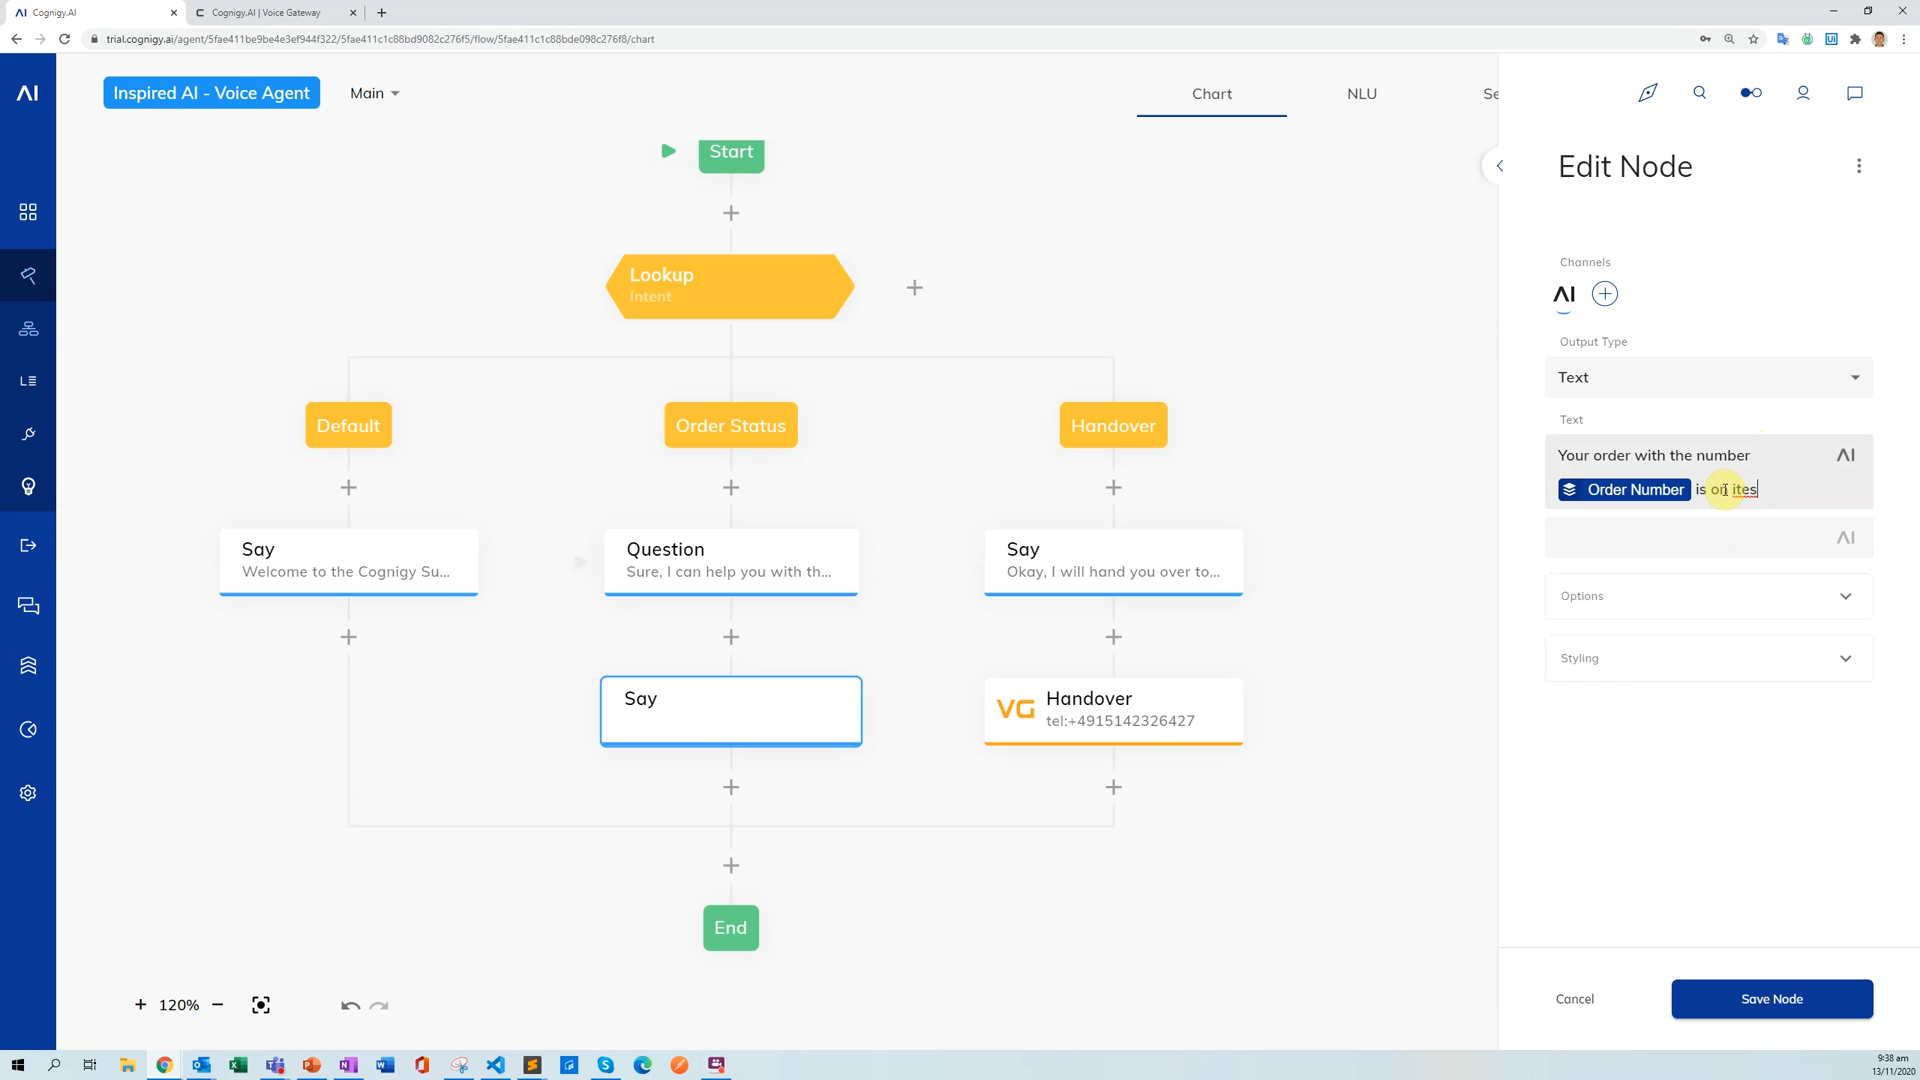 Cognigy.AI
Cognigy.AI | Voice Gateway
trial.cognigy.ai/agent/5fae411be9be4e3ef944f322/5fae411c1c88bd9082c276f5/flow/5fae411c1c88bde098c276f8/chart
Inspired AI - Voice Agent
Main
Chart
NLU
Se
Start
Edit Node
Lookup
Intent
Channels
AI
Output Type
Text
Text
Default
Order Status
Handover
Your order with the number
Order Number is on ites
Say
Welcome to the Cognigy Su...
Question
Sure, I can help you with th...
Say
Okay, I will hand you over to...
Options
Styling
Say
VG
Handover
tel:+4915142326427
End
120%
Cancel
Save Node
9:38 am
13/11/2020